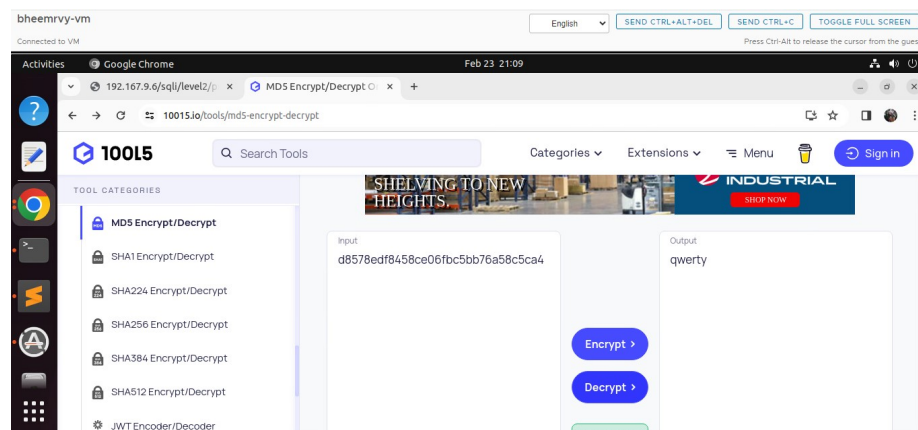 bheemrvy-vm
English
SEND CTRL+ALT+DEL
SEND CTRL+C
TOGGLE FULL SCREEN
Connected to VM
Press Ctrl-Alt to release the cursor from the gues
Activities
Google Chrome
Feb 23 21:09
192.167.9.6/sqli/level2/p
MD5 Encrypt/Decrypt O
10015.io/tools/md5-encrypt-decrypt
10015
Search Tools
Categories
Extensions
Menu
Sign in
TOOL CATEGORIES
MD5 Encrypt/Decrypt
SHA1 Encrypt/Decrypt
SHA224 Encrypt/Decrypt
SHA256 Encrypt/Decrypt
SHA384 Encrypt/Decrypt
SHA512 Encrypt/Decrypt
JWT Encoder/Decoder
SHELVING TO NEW
HEIGHTS.
INDUSTRIAL
SHOP NOW
Input
d8578edf8458ce06fbc5bb76a58c5ca4
Encrypt >
Decrypt >
Output
qwerty